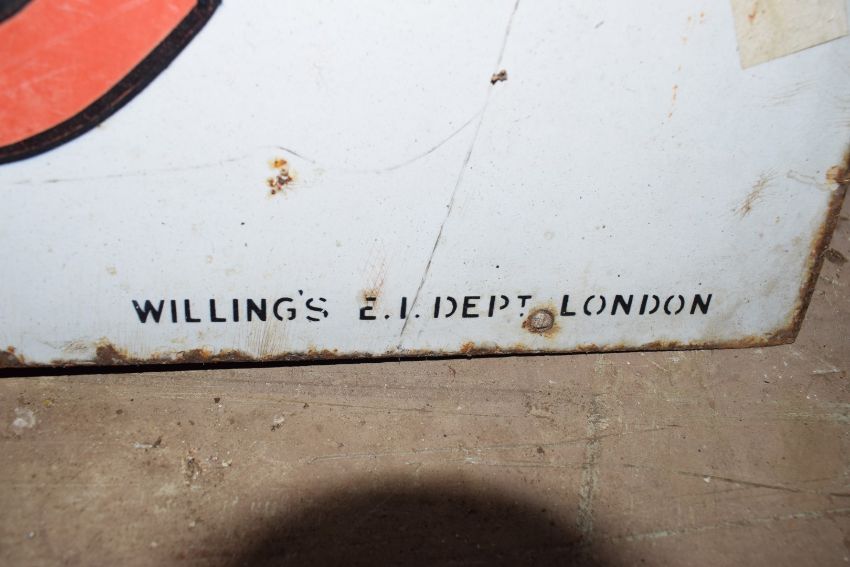 WILLING'S E.I. DEPT. LONDON